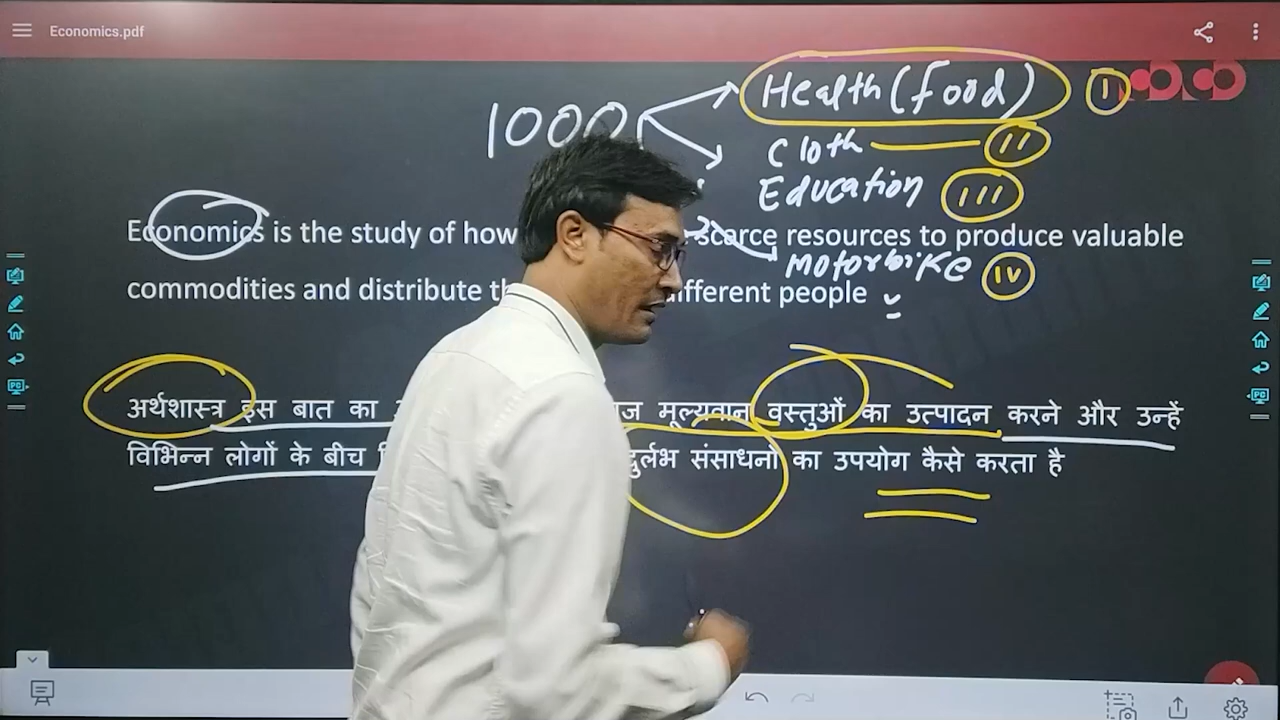 Economics.pdf
1000
Health (food) I
Cloth II
Education III
Motorbike IV
Economics is the study of how scarce resources to produce valuable
commodities and distribute different people
अर्थशास्त्र इस बात का मूल्यवान वस्तुओं का उत्पादन करने और उन्हें
विभिन्न लोगों के बीच दुर्लभ संसाधनों का उपयोग कैसे करता है